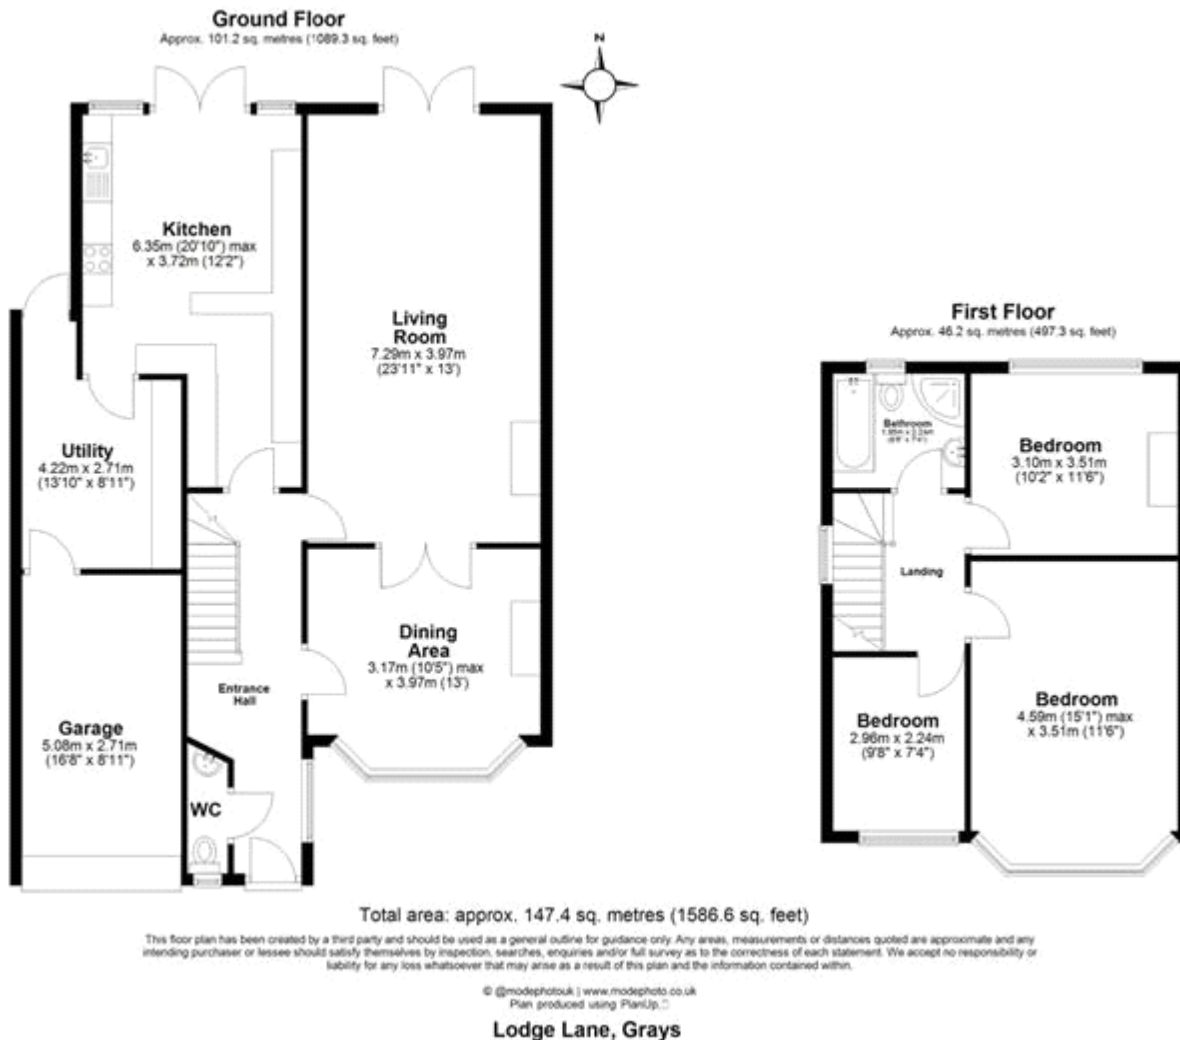 Ground Floor
Approx. 101.2 sq. metres (1089.3 sq. feet)
N
Kitchen
6.35m (20'10") max
x 3.72m (12'2")
Living
Room
7.29m x 3.97m
(23'11" x 13')
Utility
4.22m x 2.71m
(13'10" x 8'11")
Dining
Area
3.17m (10'5") max
x 3.97m (13')
Entrance
Hall
Garage
5.08m x 2.71m
(16'8" x 8'11")
WC
First Floor
Approx. 46.2 sq. metres (497.3 sq. feet)
Bathroom
Bedroom
3.10m x 3.51m
(10'2" x 11'6")
Landing
Bedroom
4.59m (15'1") max
x 3.51m (11'6")
Bedroom
2.96m x 2.24m
(9'8" x 7'4")
Total area: approx. 147.4 sq. metres (1586.6 sq. feet)
This floor plan has been created by a third party and should be used as a general outline for guidance only. Any areas, measurements or distances quoted are approximate and any
intending purchaser or lessee should satisfy themselves by inspection, searches, enquiries and/or full survey as to the correctness of each statement. We accept no responsibility or
liability for any loss whatsoever that may arise as a result of this plan and the information contained within.
© @modephotouk | www.modephoto.co.uk
Plan produced using PlanUp.
Lodge Lane, Grays